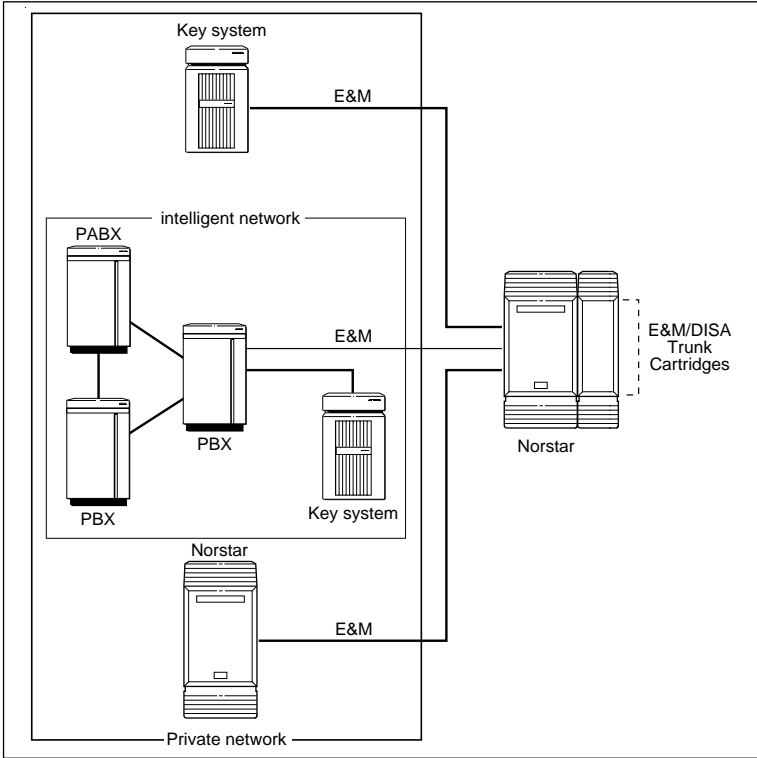 Key system
E&M
intelligent network
PABX
E&M
E&M/DISA
Trunk
Cartridges
PBX
Norstar
PBX
Key system
Norstar
E&M
Private network